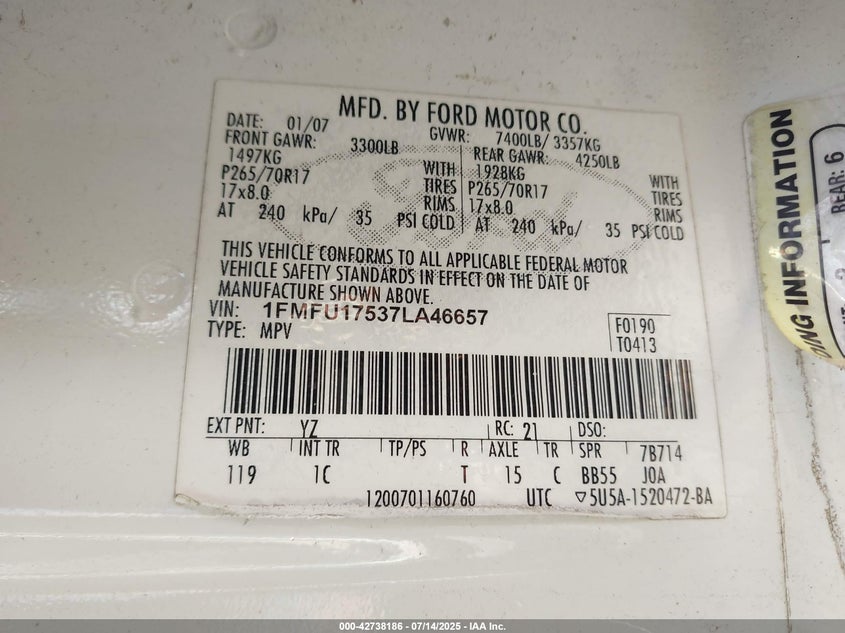 MFD. BY FORD MOTOR CO.
DATE: 01/07 GVWR: 7400LB/ 3357KG
FRONT GAWR: 3300LB REAR GAWR: 4250LB
1497KG WITH 1928KG WITH
P265/70R17 TIRES P265/70R17 TIRES
17x8.0 RIMS 17x8.0 RIMS
AT 240 kPa/ 35 PSI COLD AT 240 kPa/ 35 PSI COLD
Ford
THIS VEHICLE CONFORMS TO ALL APPLICABLE FEDERAL MOTOR
VEHICLE SAFETY STANDARDS IN EFFECT ON THE DATE OF
MANUFACTURE SHOWN ABOVE.
VIN: 1FMFU17537LA46657
TYPE: MPV
F0190
T0413
EXT PNT: YZ RC: 21 DSO:
WB INT TR TP/PS R AXLE TR SPR 7B714
119 1C T 15 C BB55 J0A
1200701160760 UTC ▽5U5A-1520472-BA
DING INFORMATION
REAR: 6
000-42738186 - 07/14/2025 - IAA Inc.